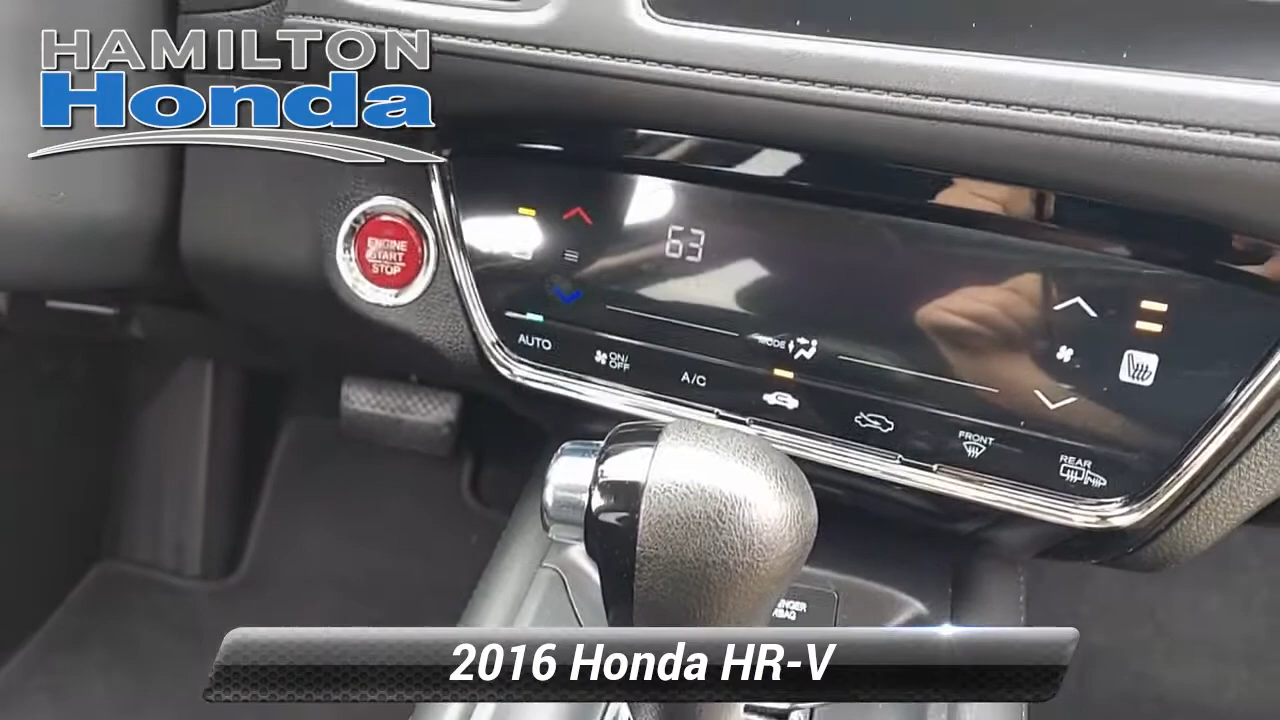 HAMILTON
Honda
ENGINE
START
STOP
63
AUTO
ON/
OFF
A/C
MODE
FRONT
REAR
2016 Honda HR-V